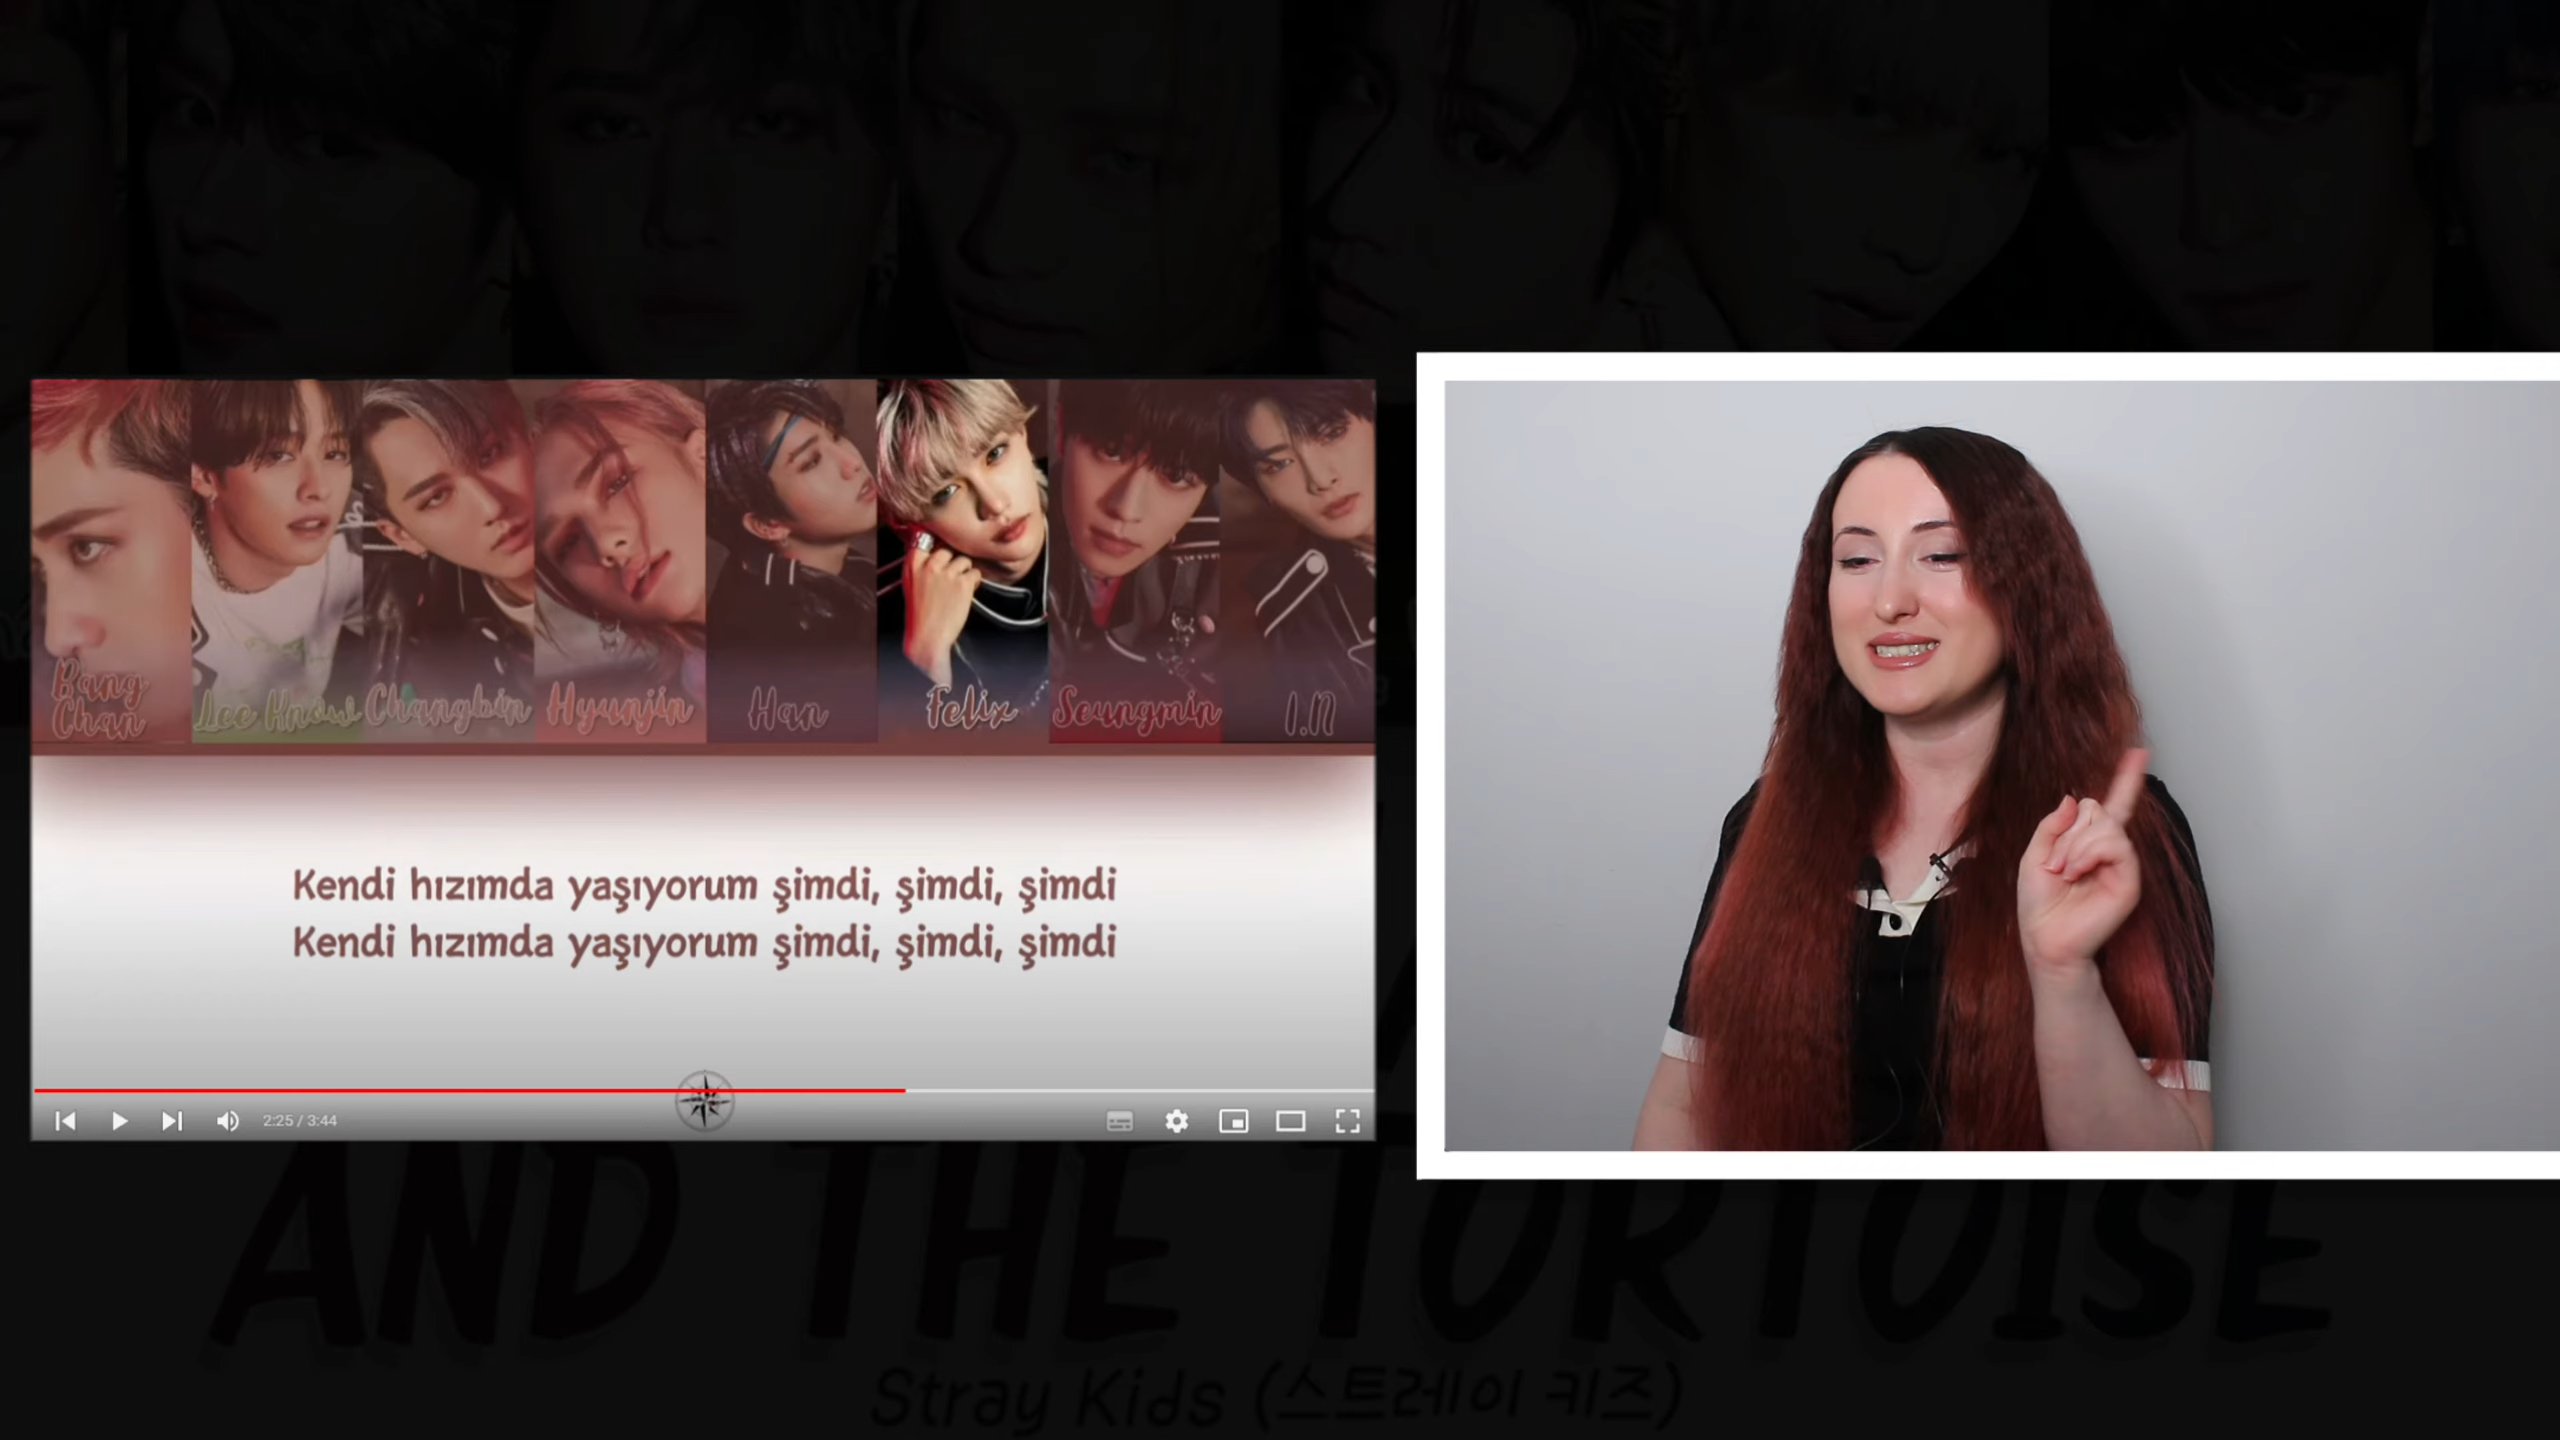 Bang
Chan
Lee Know
Changbin
Hyunjin
Han
Felix
Seungmin
I.N
Kendi hızımda yaşıyorum şimdi, şimdi, şimdi
Kendi hızımda yaşıyorum şimdi, şimdi, şimdi
2:25 / 3:44
AND THE TORTOISE
Stray Kids (스트레이 키즈)